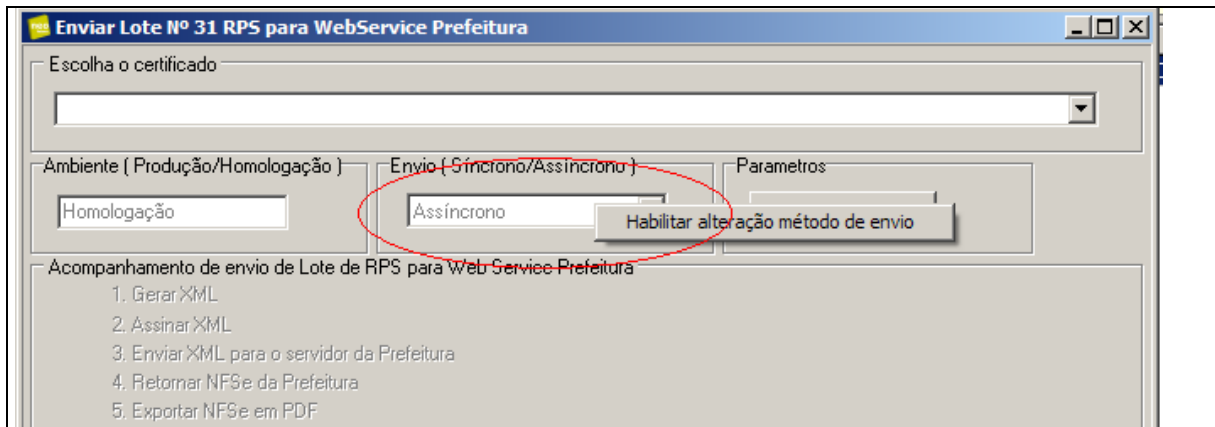 Enviar Lote Nº 31 RPS para WebService Prefeitura
Escolha o certificado
Ambiente ( Produção/Homologação )
Envio ( Síncrono/Assíncrono )
Parametros
Homologação
Assíncrono
Habilitar alteração método de envio
Acompanhamento de envio de Lote de RPS para Web Service Prefeitura
1. Gerar XML
2. Assinar XML
3. Enviar XML para o servidor da Prefeitura
4. Retornar NFSe da Prefeitura
5. Exportar NFSe em PDF